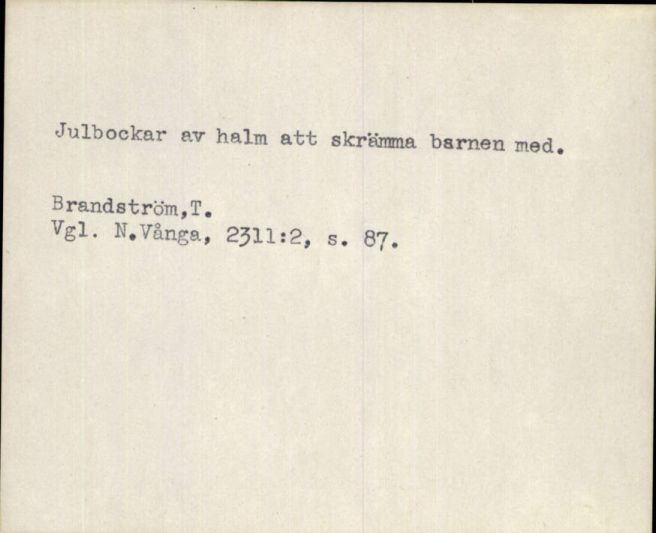 Julbockar av halm att skrämma barnen med.
Brandström,T.
Vgl. N.Vånga, 2311:2, s. 87.